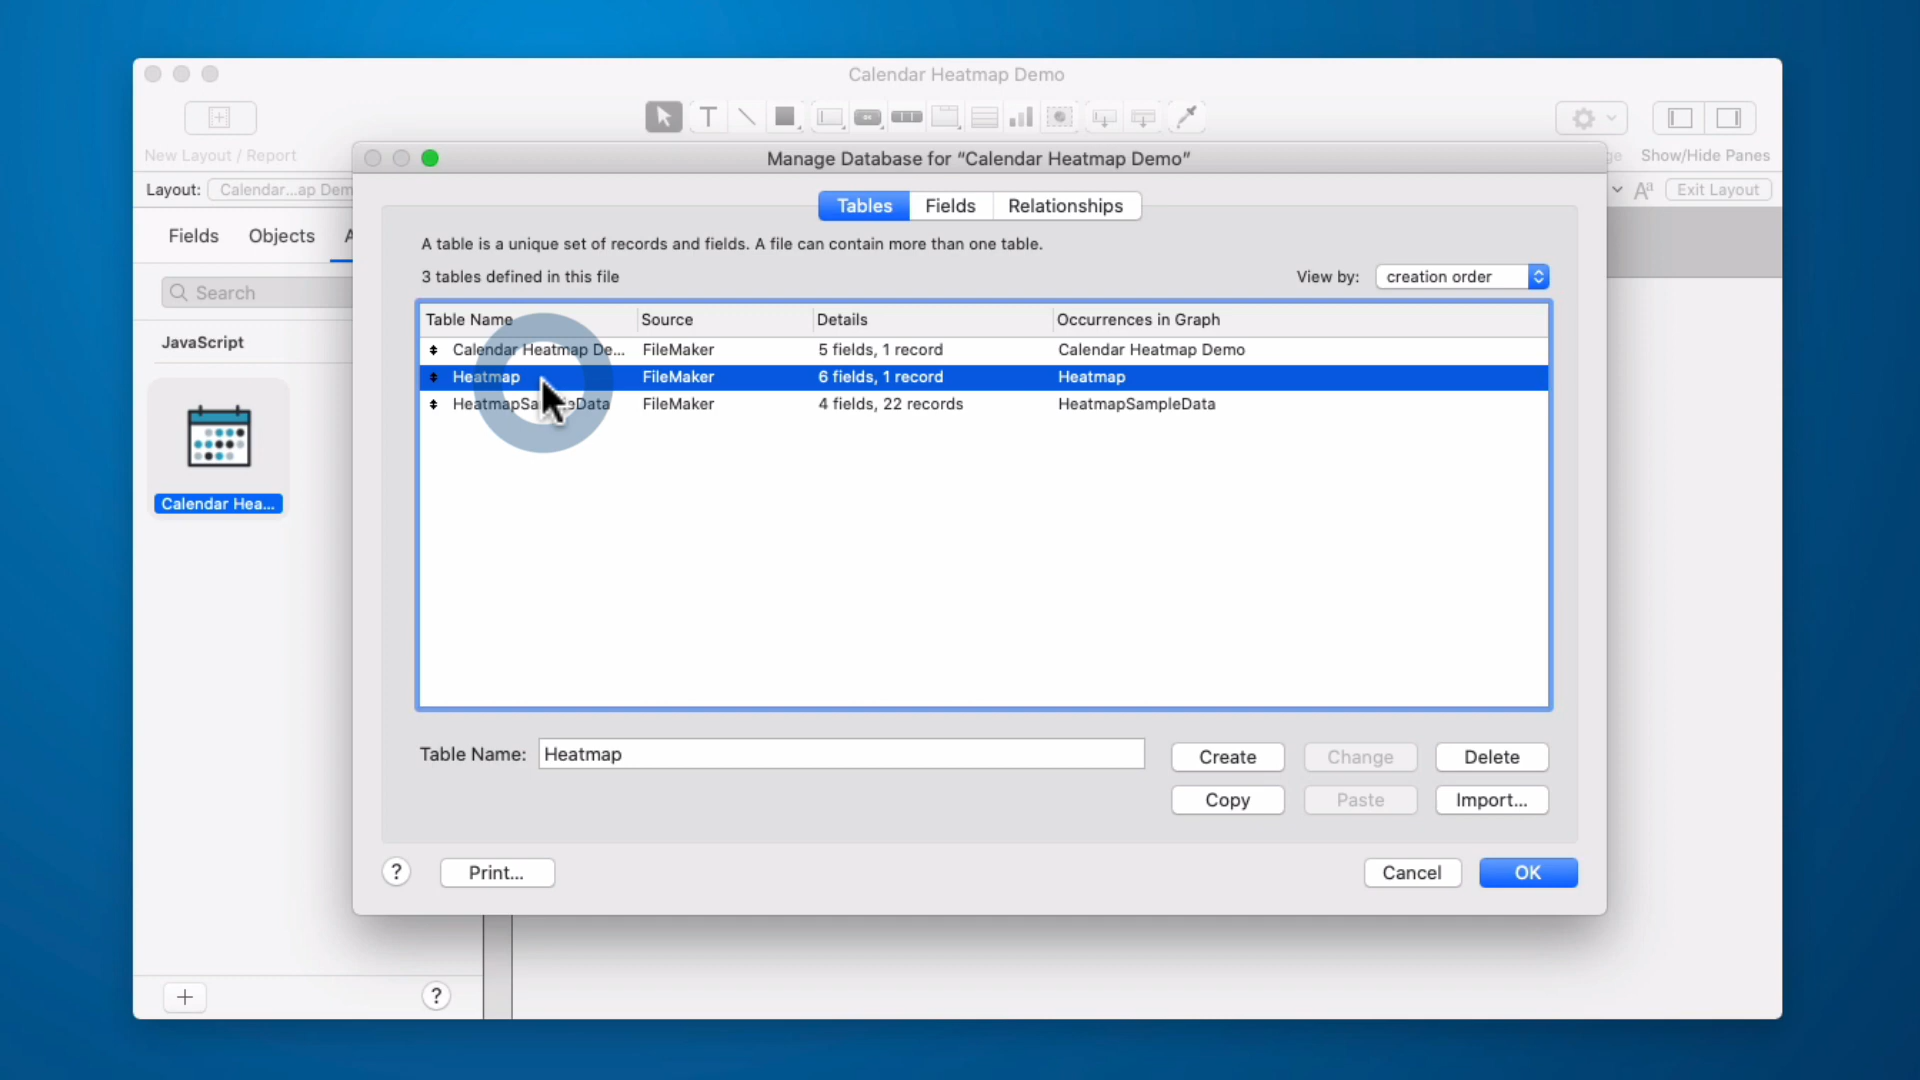 Calendar Heatmap Demo
New Layout / Report
Show/Hide Panes
Layout: Calendar...ap Dem
Exit Layout
Fields Objects
Search
JavaScript
Calendar Hea...
Manage Database for “Calendar Heatmap Demo”
Tables Fields Relationships
A table is a unique set of records and fields. A file can contain more than one table.
3 tables defined in this file
View by: creation order
Table Name Source Details Occurrences in Graph
Calendar Heatmap De... FileMaker 5 fields, 1 record Calendar Heatmap Demo
Heatmap FileMaker 6 fields, 1 record Heatmap
HeatmapSampleData FileMaker 4 fields, 22 records HeatmapSampleData
Table Name: Heatmap
Create Change Delete
Copy Paste Import...
? Print... Cancel OK
?